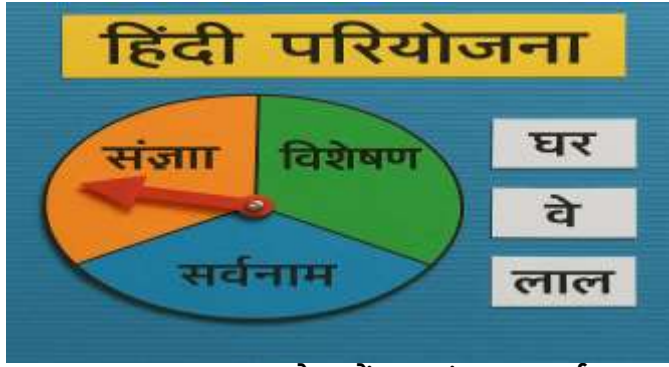 हिंदी परियोजना
संज्ञाा
विशेषण
सर्वनाम
घर
वे
लाल